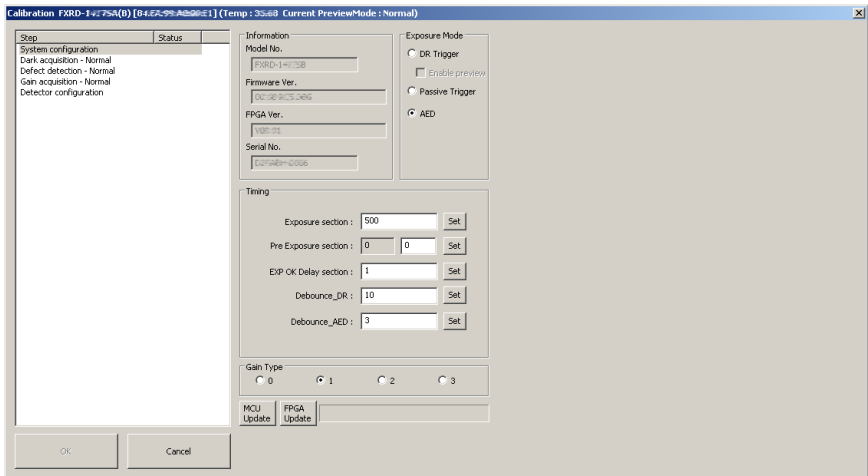 Calibration (B) (Temp : Current PreviewMode : Normal)
Step Status
System configuration
Dark acquisition - Normal
Defect detection - Normal
Gain acquisition - Normal
Detector configuration
Information
Model No.
Firmware Ver.
FPGA Ver.
Serial No.
Exposure Mode
DR Trigger
Enable preview
Passive Trigger
AED
Timing
Exposure section : 500 Set
Pre Exposure section : 0 0 Set
EXP OK Delay section : 1 Set
Debounce_DR : 10 Set
Debounce_AED : 3 Set
Gain Type
0 1 2 3
MCU
Update
FPGA
Update
OK
Cancel